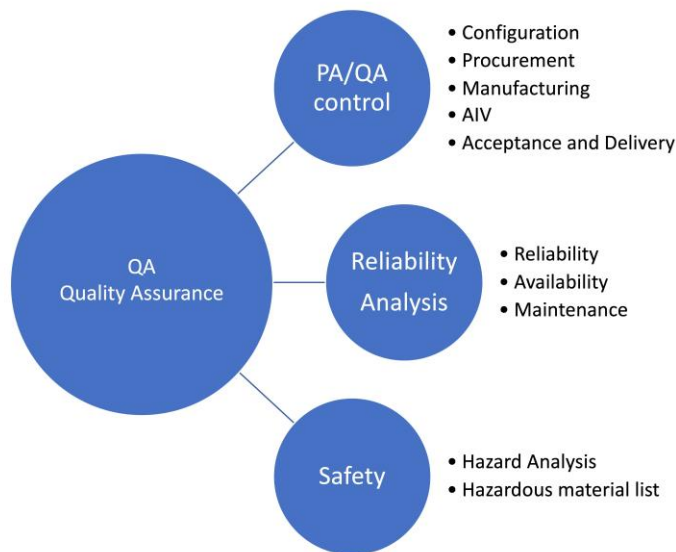 QA
Quality Assurance
PA/QA
control
• Configuration
• Procurement
• Manufacturing
• AIV
• Acceptance and Delivery
Reliability
Analysis
• Reliability
• Availability
• Maintenance
Safety
• Hazard Analysis
• Hazardous material list